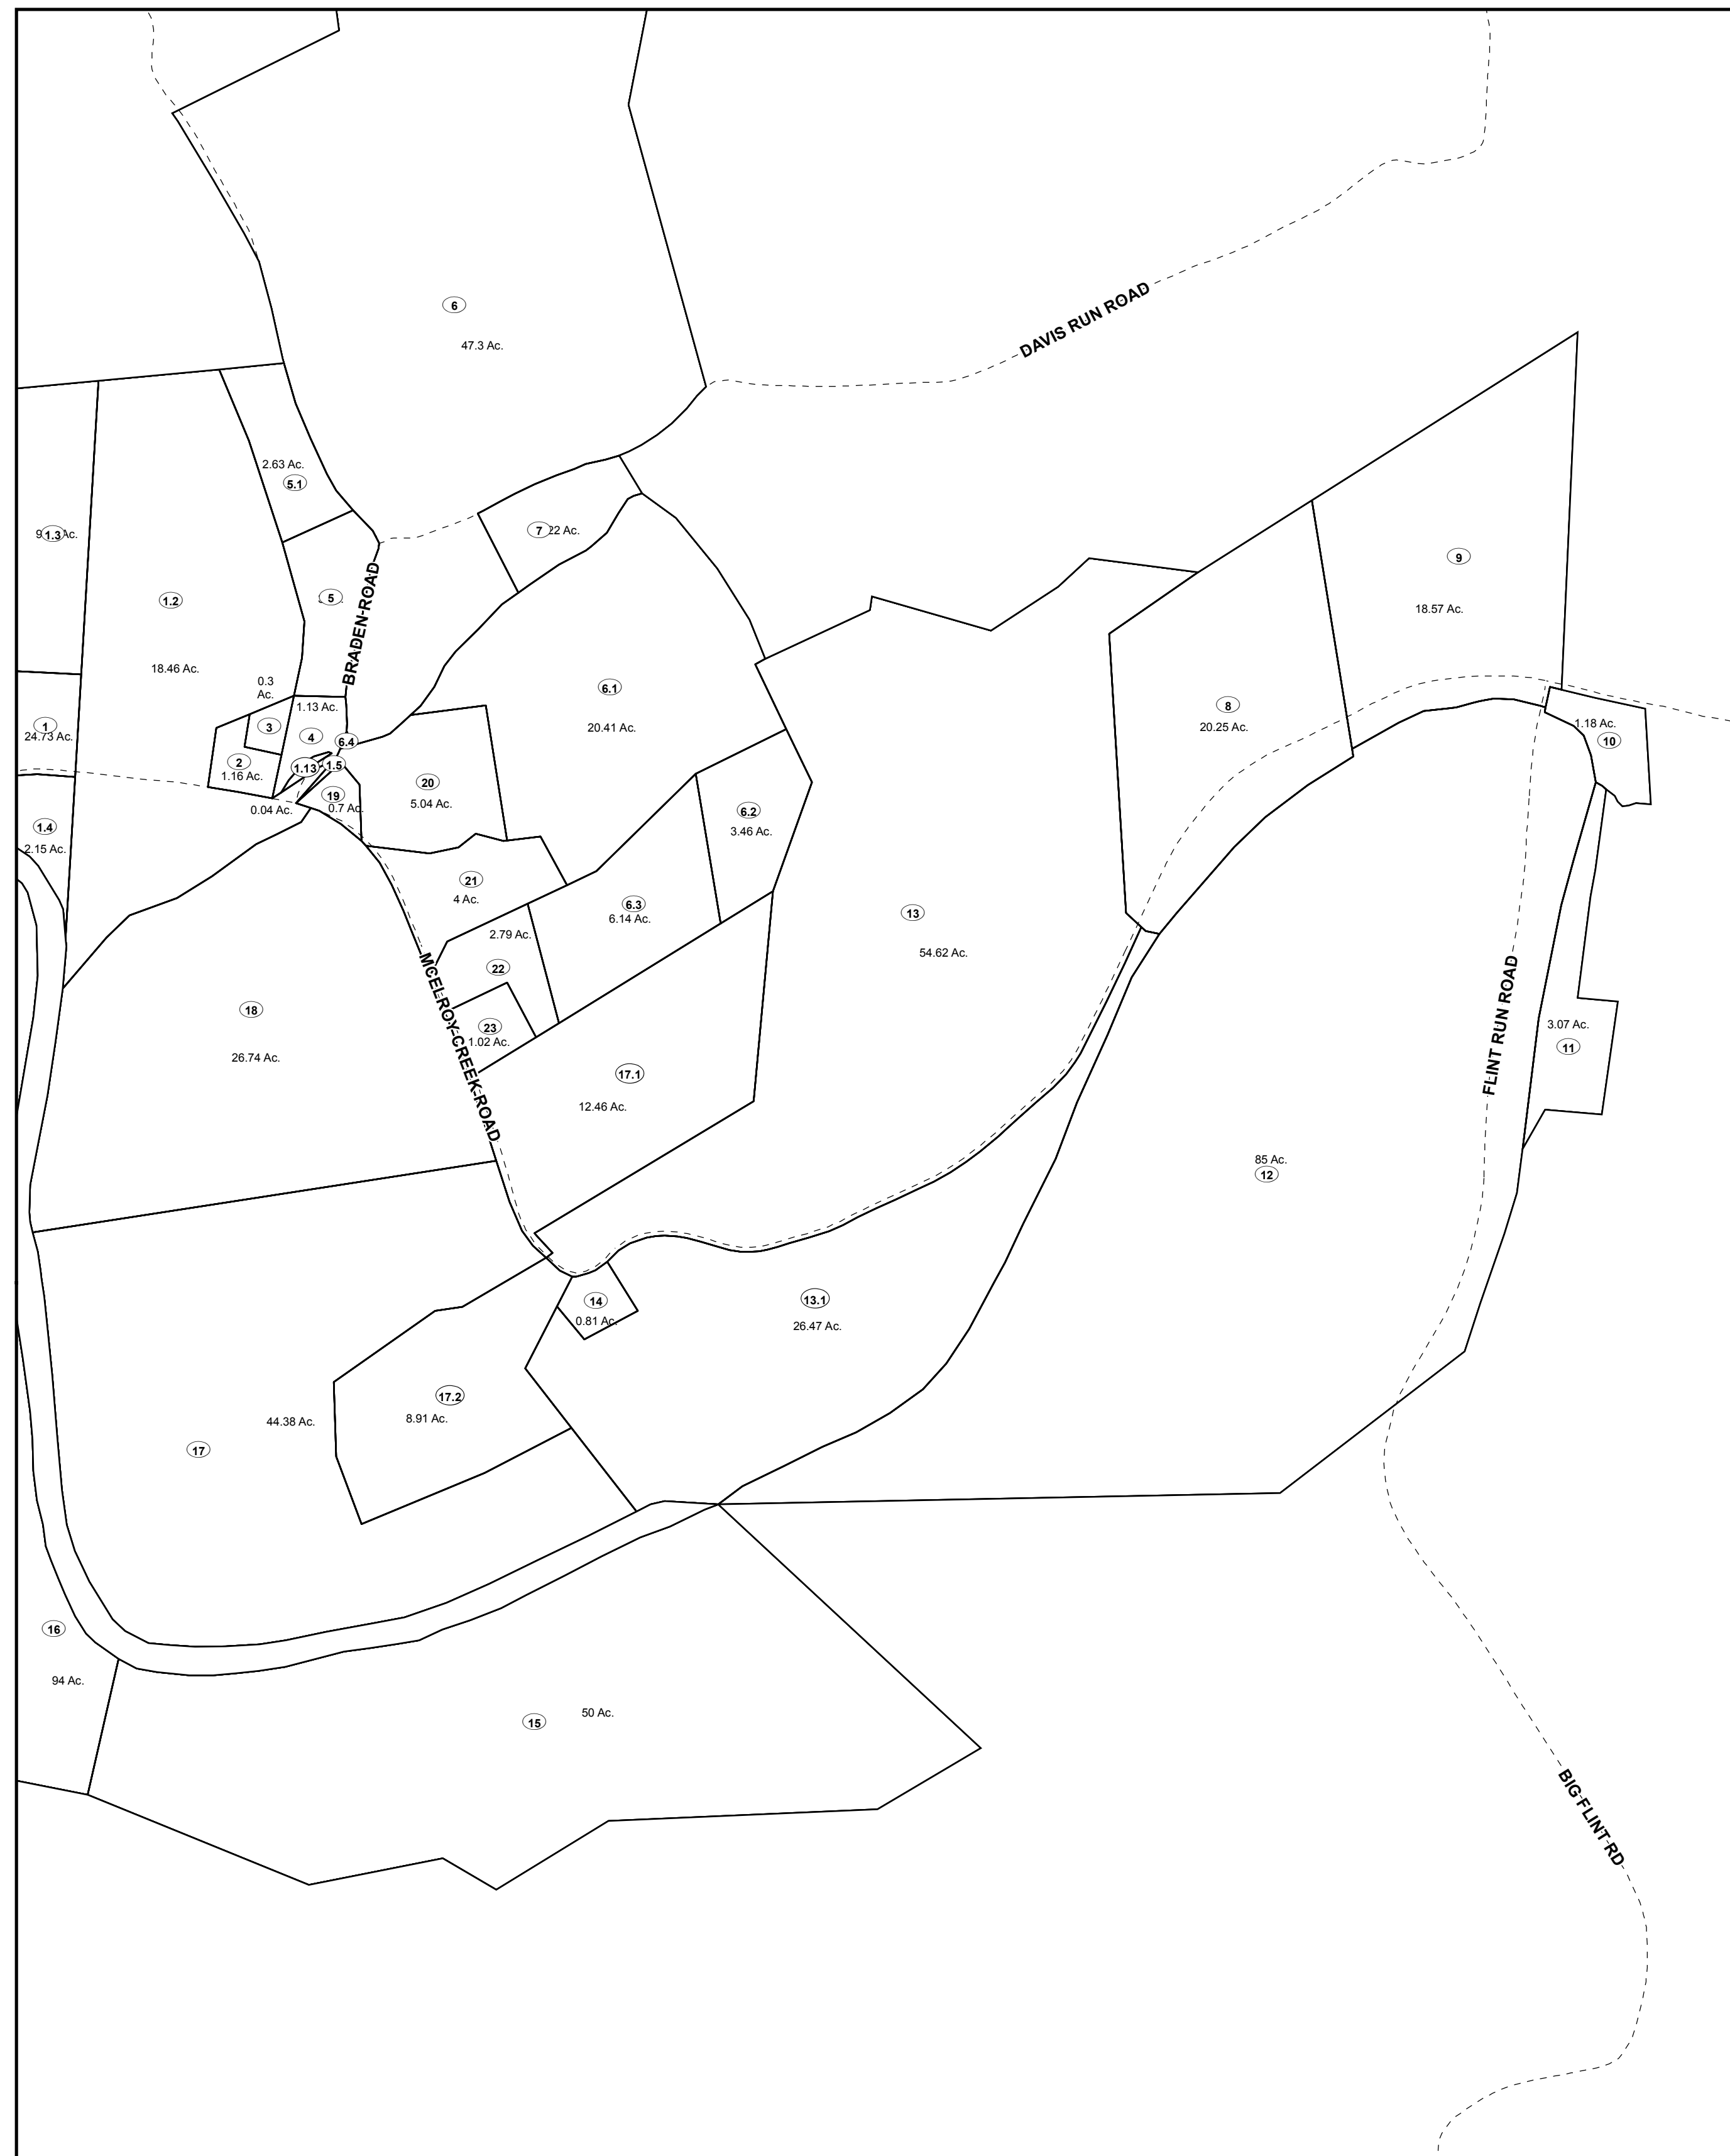 6
47.3 Ac.
DAVIS RUN ROAD
2.63 Ac.
5.1
1.3
7
22 Ac.
9
18.57 Ac.
1.2
5
BRADEN ROAD
18.46 Ac.
0.3
Ac.
6.1
20.41 Ac.
1.13 Ac.
3
4
6.4
8
20.25 Ac.
1.18 Ac.
10
1
24.73 Ac.
2
1.16 Ac.
1.13
1.5
20
5.04 Ac.
19
0.7 Ac.
0.04 Ac.
6.2
3.46 Ac.
1.4
2.15 Ac.
21
4 Ac.
6.3
6.14 Ac.
13
54.62 Ac.
2.79 Ac.
22
MCELROY CREEK ROAD
18
26.74 Ac.
23
1.02 Ac.
FLINT RUN ROAD
3.07 Ac.
11
17.1
12.46 Ac.
85 Ac.
12
14
0.81 Ac.
13.1
26.47 Ac.
17.2
8.91 Ac.
44.38 Ac.
17
16
94 Ac.
50 Ac.
15
BIG FLINT RD